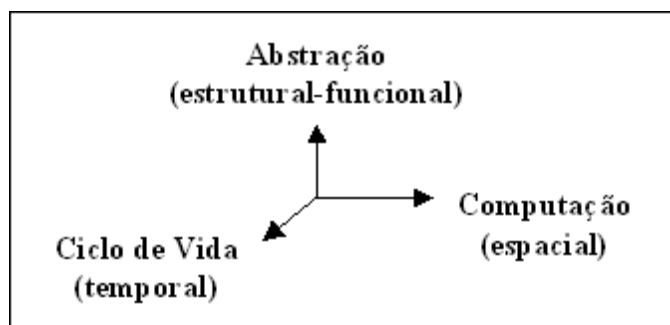 Abstração
(estrutural-funcional)
Computação
(espacial)
Ciclo de Vida
(temporal)